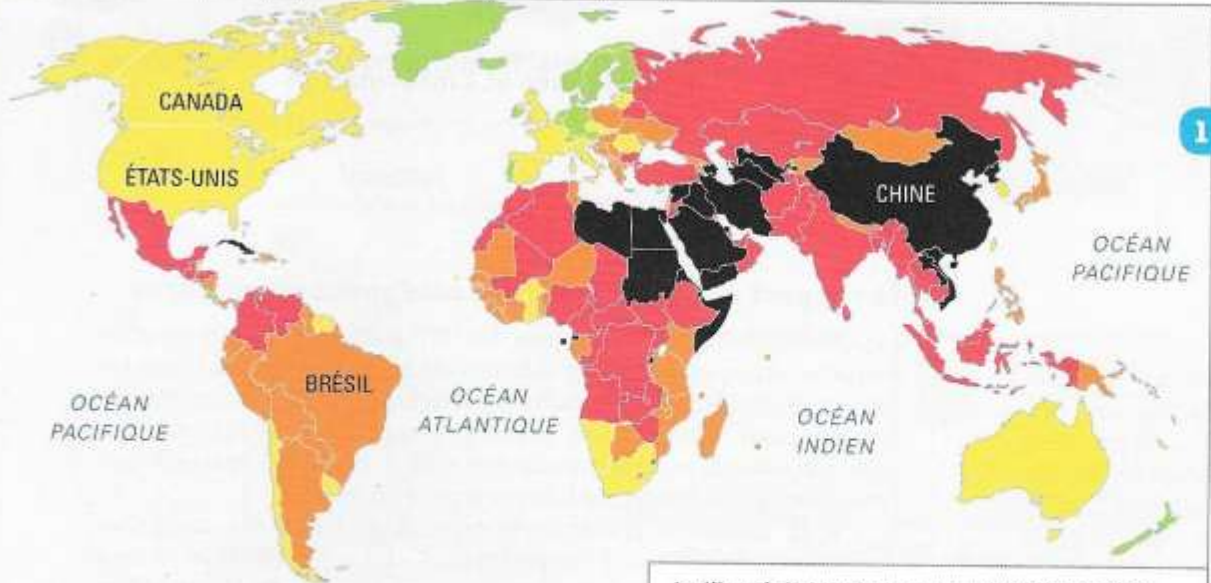 CANADA
ÉTATS-UNIS
CHINE
OCÉAN
PACIFIQUE
BRÉSIL
OCÉAN
PACIFIQUE
OCÉAN
ATLANTIQUE
OCÉAN
INDIEN
1